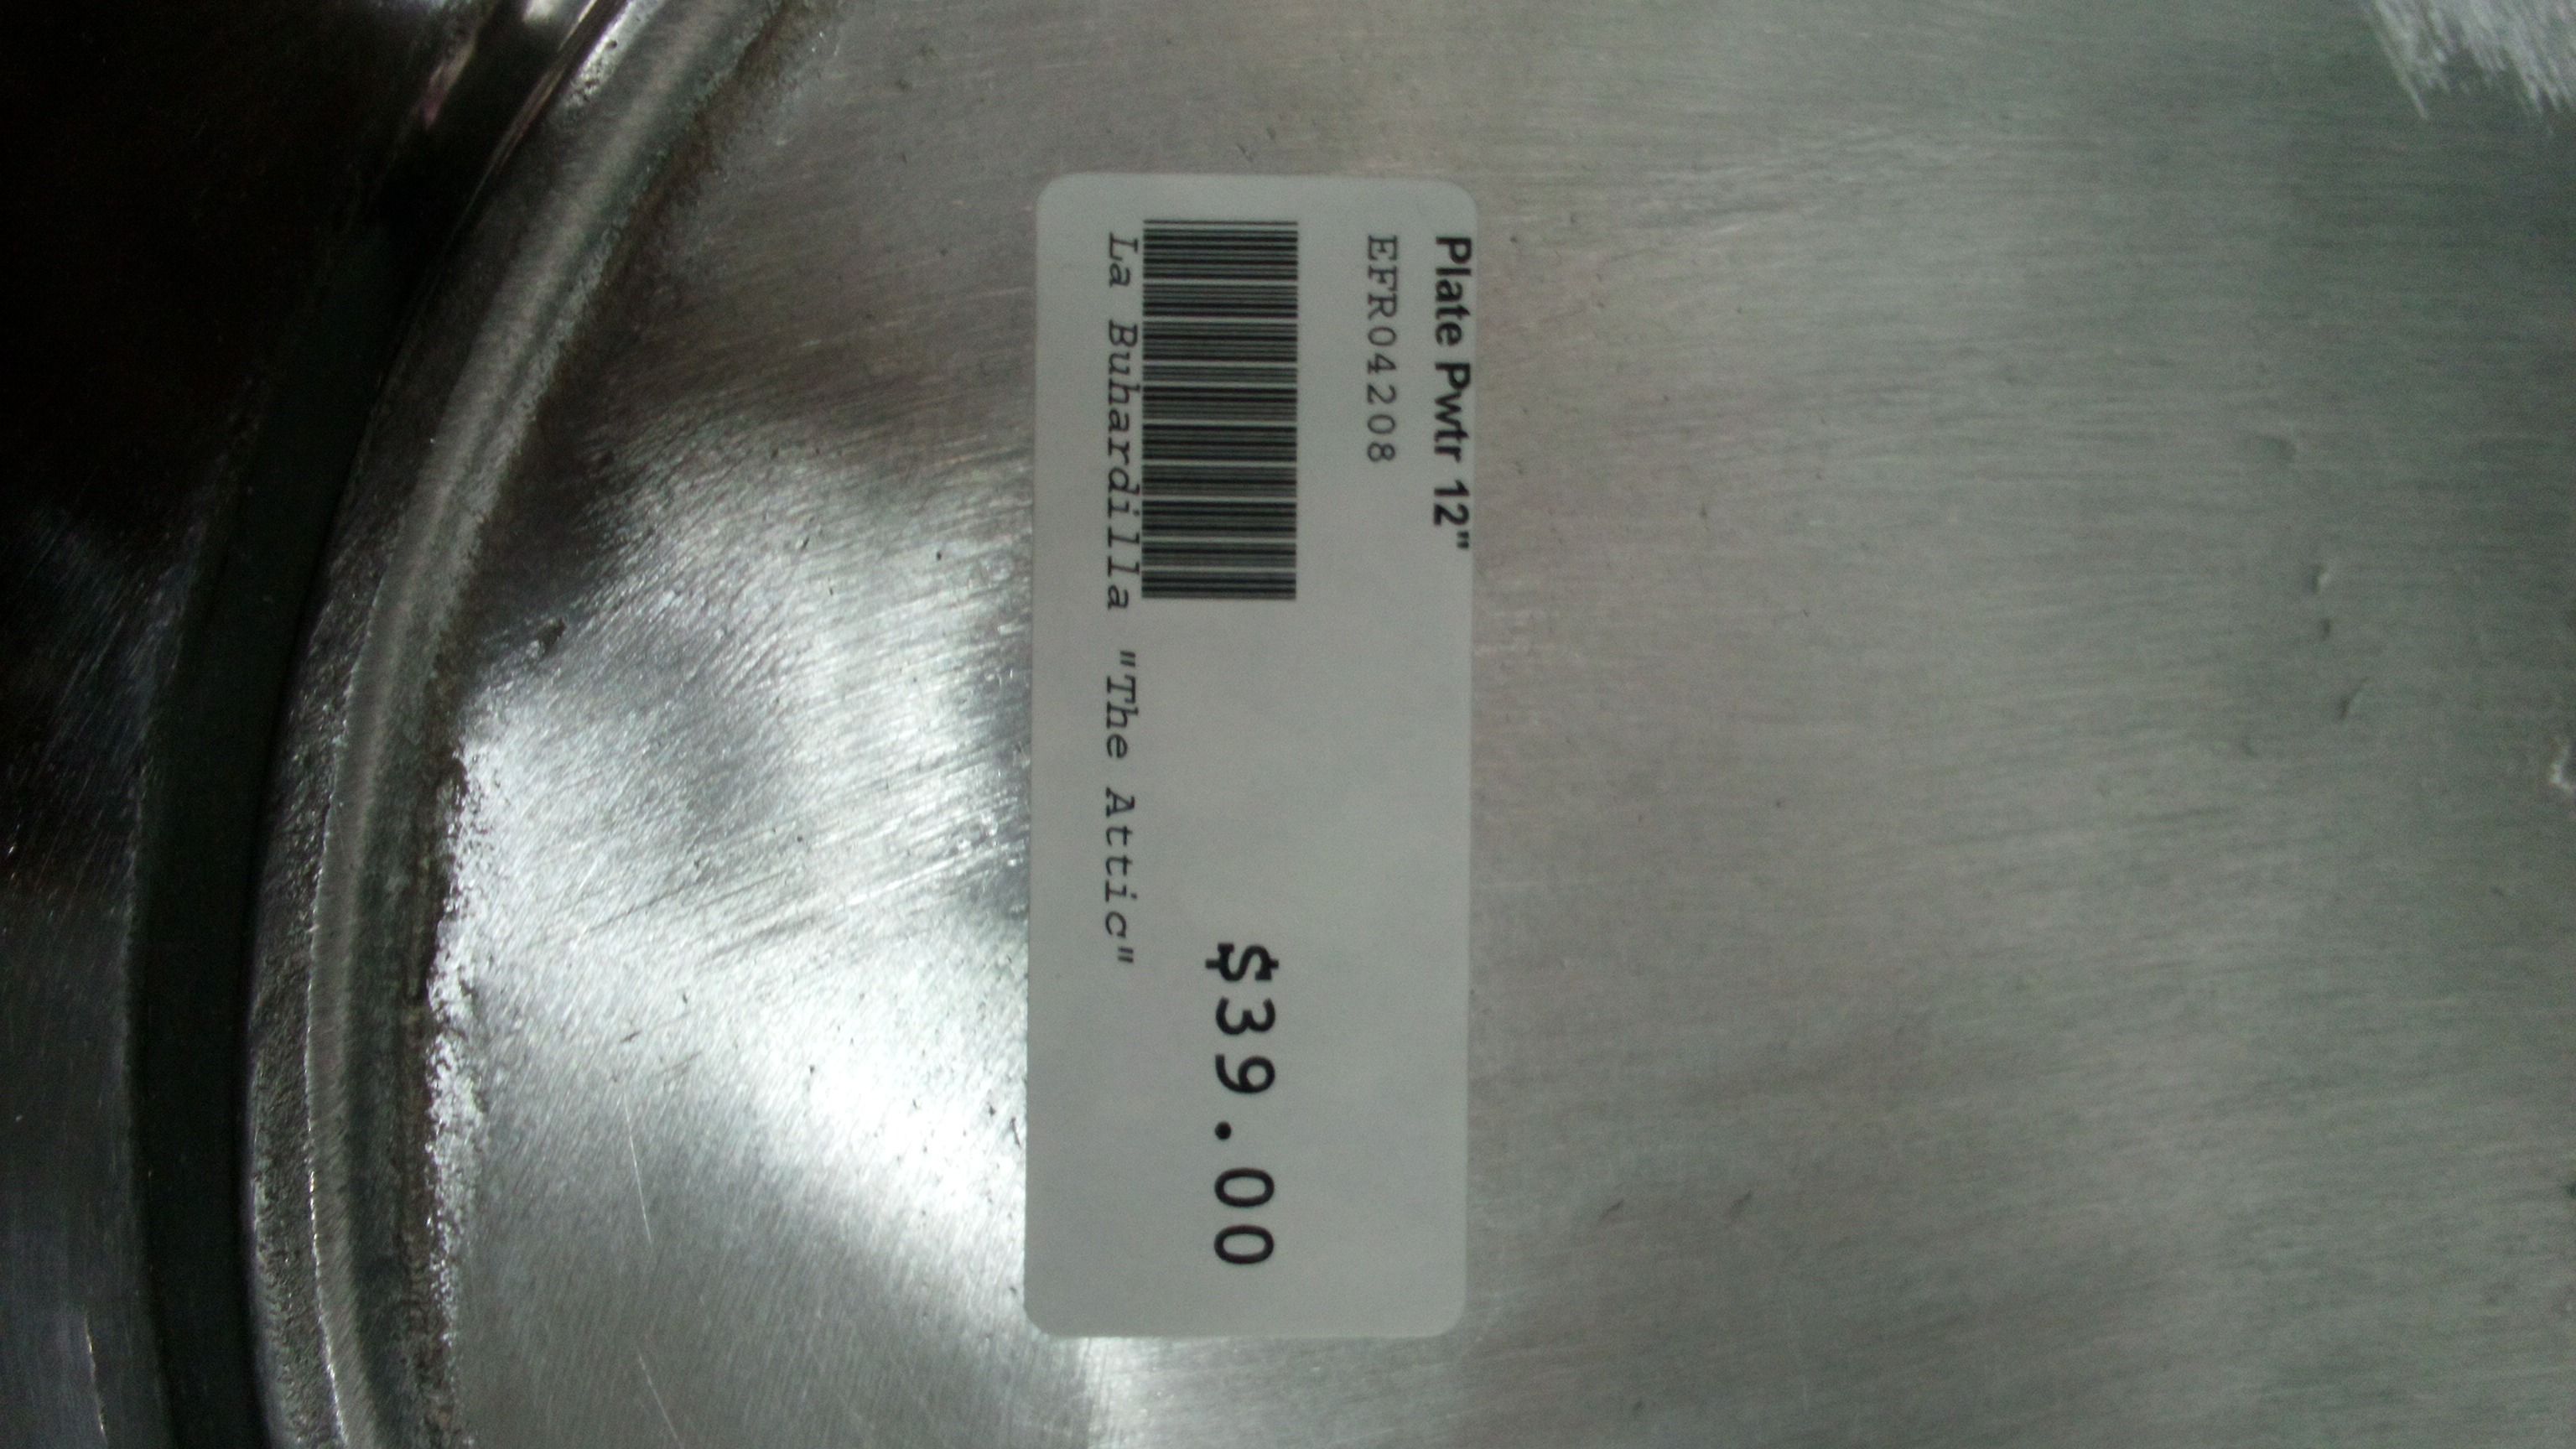 Plate Pwtr 12"
EFR04208
$39.00
La Buhardilla "The Attic"